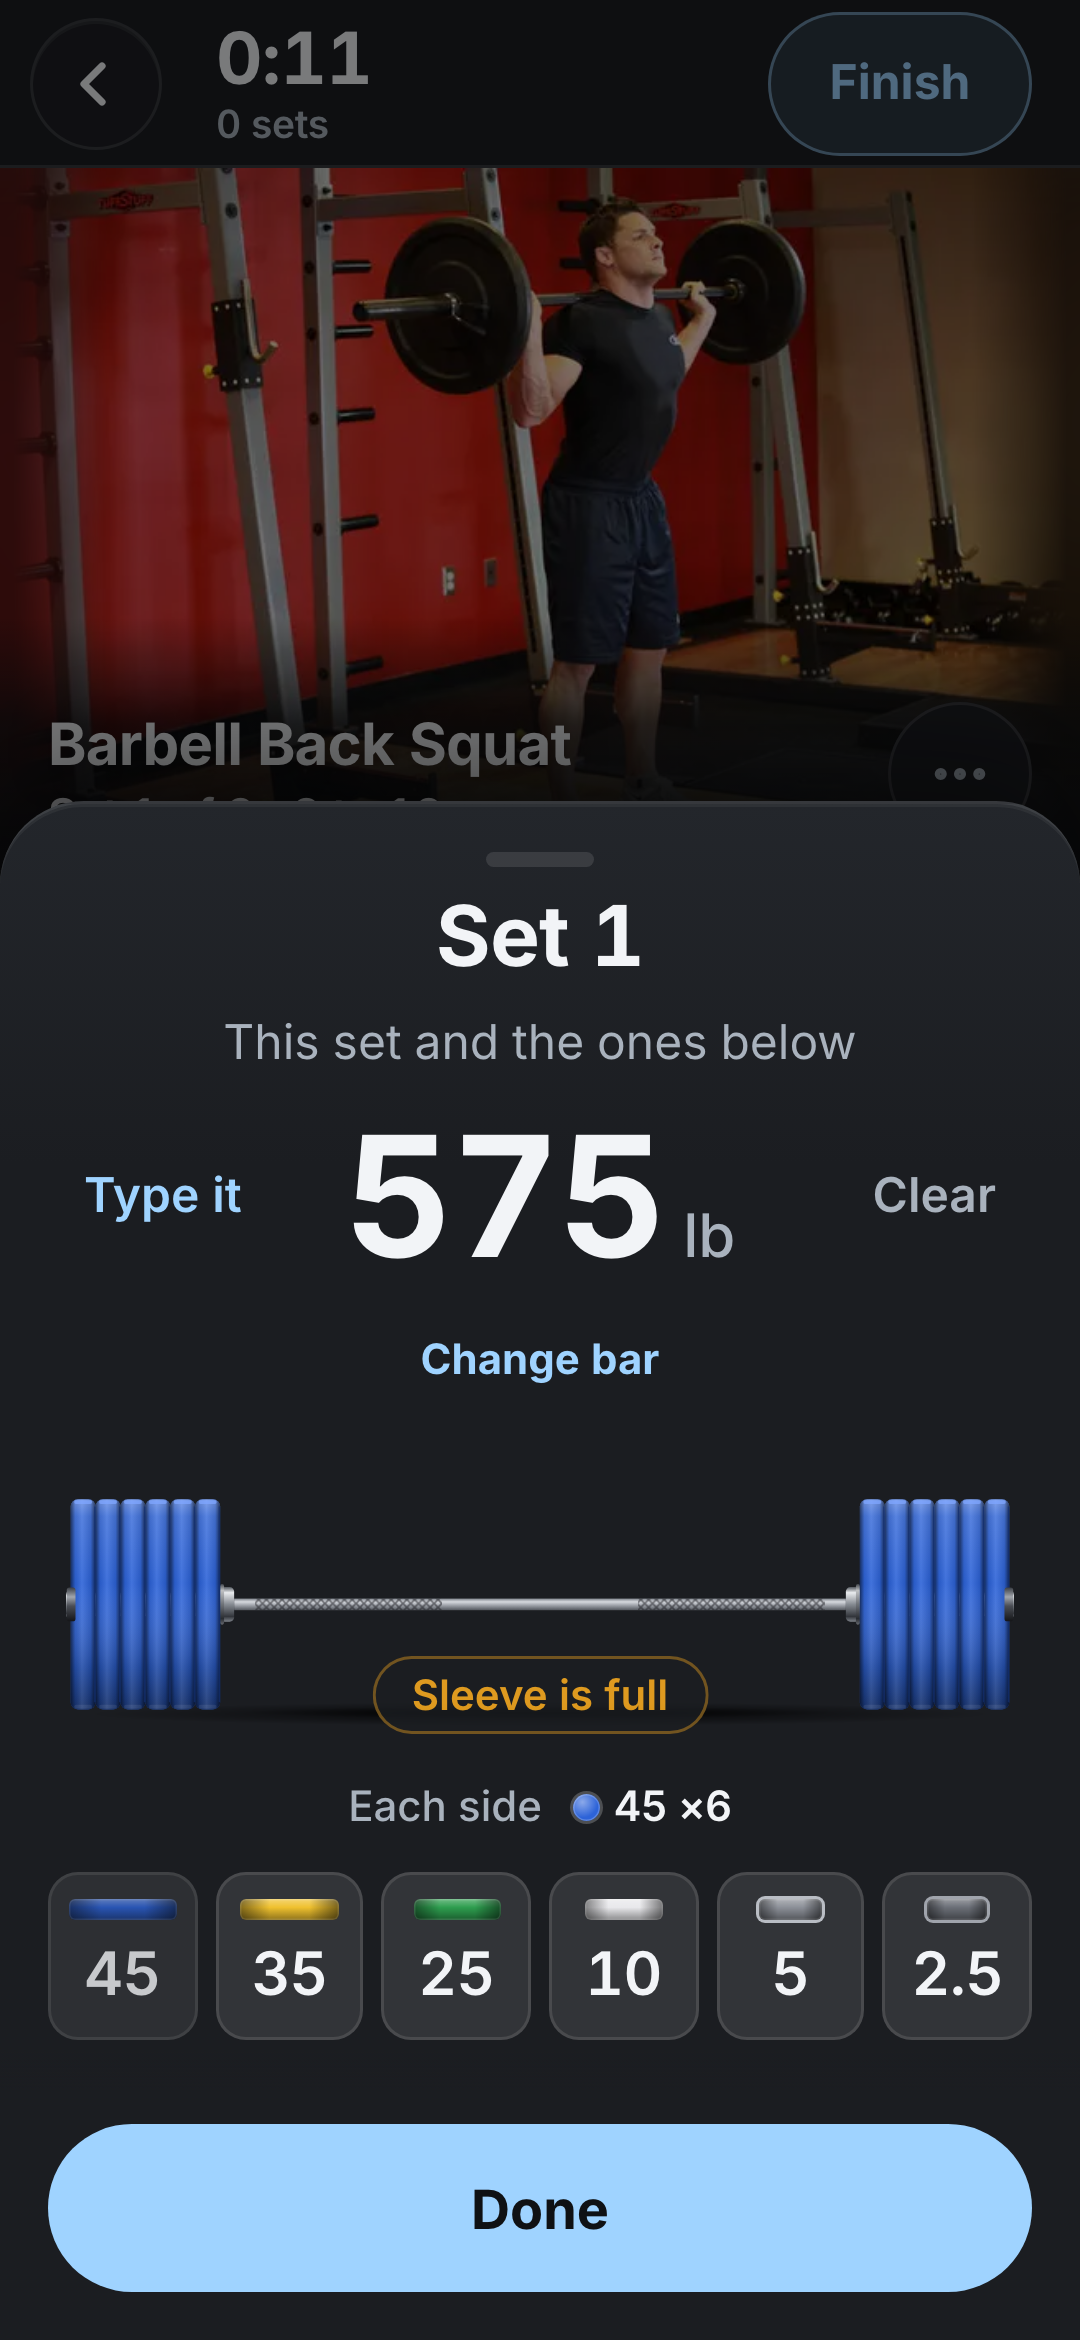 0:11
0 sets
Finish
Barbell Back Squat
Set 1
This set and the ones below
Type it
575 lb
Clear
Change bar
Sleeve is full
Each side 45 ×6
45 35 25 10 5 2.5
Done